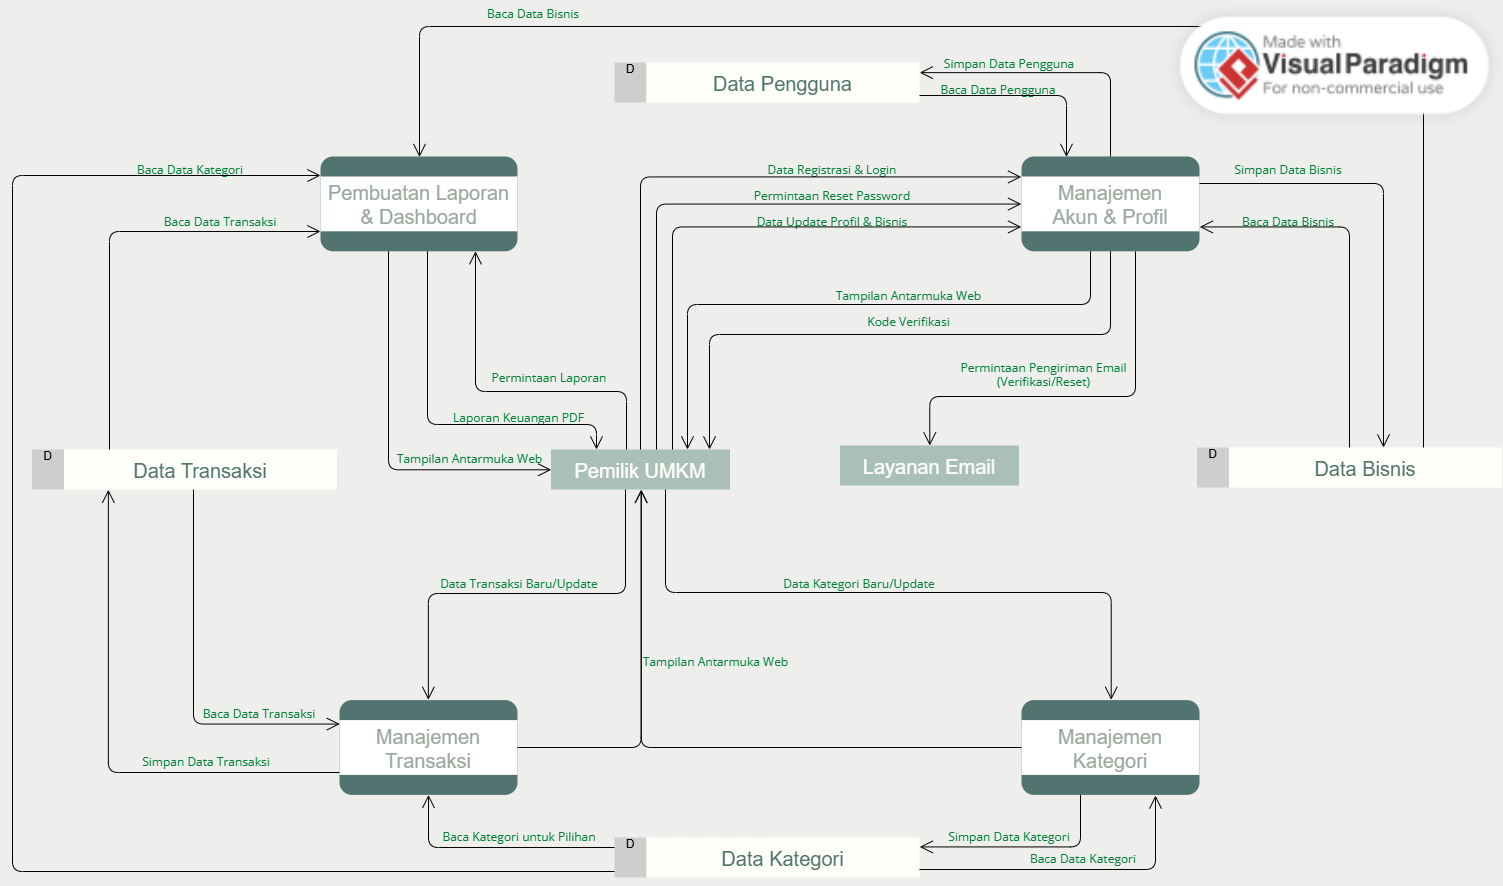 Baca Data Bisnis
Made with
VisualParadigm
For non-commercial use
D
Data Pengguna
Simpan Data Pengguna
Baca Data Pengguna
Baca Data Kategori
Pembuatan Laporan
& Dashboard
Baca Data Transaksi
Data Registrasi & Login
Permintaan Reset Password
Data Update Profil & Bisnis
Manajemen
Akun & Profil
Simpan Data Bisnis
Baca Data Bisnis
Tampilan Antarmuka Web
Kode Verifikasi
Permintaan Laporan
Permintaan Pengiriman Email
(Verifikasi/Reset)
Laporan Keuangan PDF
Tampilan Antarmuka Web
D
Data Transaksi
Pemilik UMKM
Layanan Email
D
Data Bisnis
Data Transaksi Baru/Update
Data Kategori Baru/Update
Tampilan Antarmuka Web
Baca Data Transaksi
Manajemen
Transaksi
Simpan Data Transaksi
Manajemen
Kategori
Baca Kategori untuk Pilihan
D
Data Kategori
Simpan Data Kategori
Baca Data Kategori